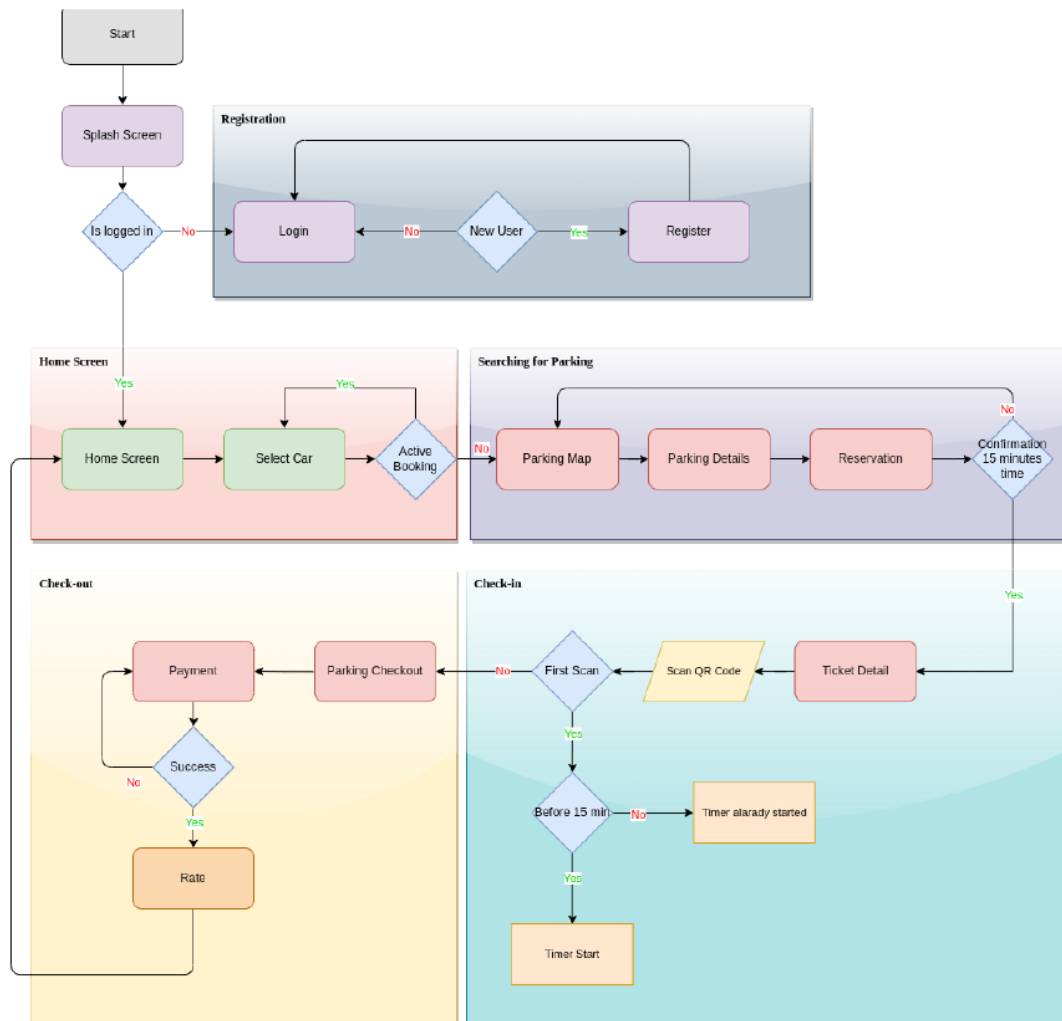 Start
Splash Screen
Registration
Is logged in
No
Login
No
New User
Yes
Register
Yes
Home Screen
Home Screen
Select Car
Yes
Active
Booking
No
Searching for Parking
Parking Map
Parking Details
Reservation
No
Confirmation
15 minutes
time
Yes
Check-out
Payment
Parking Checkout
No
Success
No
Yes
Rate
Check-in
First Scan
Scan QR Code
Ticket Detail
Yes
Before 15 min
No
Timer alarady started
Yes
Timer Start